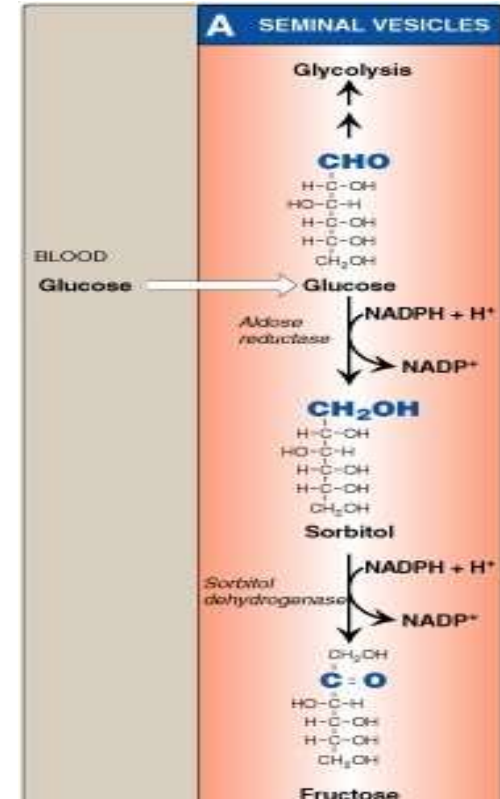 A SEMINAL VESICLES
Glycolysis
CHO
H-C-OH
HO-C-H
H-C-OH
H-C-OH
CH₂OH
BLOOD
Glucose
Glucose
Aldose
reductase
NADPH + H⁺
NADP⁺
CH₂OH
H-C-OH
HO-C-H
H-C-OH
H-C-OH
CH₂OH
Sorbitol
Sorbitol
dehydrogenase
NADPH + H⁺
NADP⁺
CH₂OH
C=O
HO-C-H
H-C-OH
H-C-OH
CH₂OH
Fructose